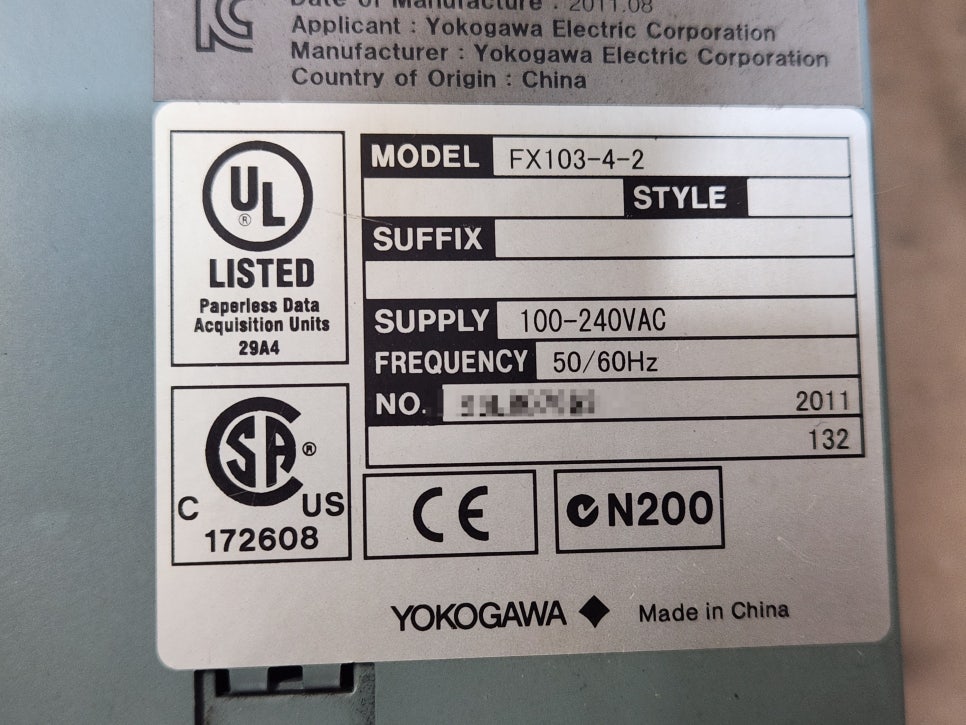 Date of Manufacture : 2011.08
Applicant : Yokogawa Electric Corporation
Manufacturer : Yokogawa Electric Corporation
Country of Origin : China
UL
®
LISTED
Paperless Data
Acquisition Units
29A4
MODEL FX103-4-2
STYLE
SUFFIX
SUPPLY 100-240VAC
FREQUENCY 50/60Hz
NO. 2011
132
SA ®
C US
172608
CE
N200
YOKOGAWA ◆ Made in China